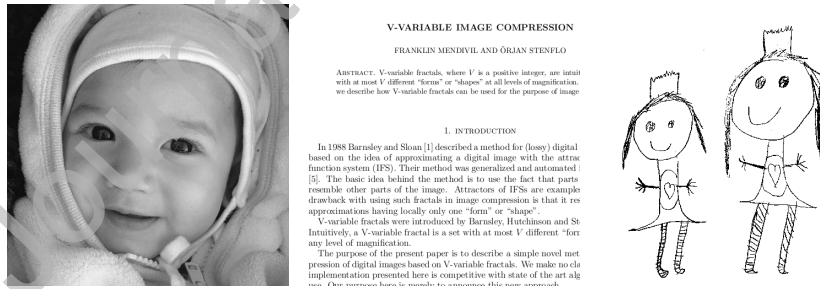 V-VARIABLE IMAGE COMPRESSION
FRANKLIN MENDIVIL AND ÖRJAN STENFLO
ABSTRACT. V-variable fractals, where V is a positive integer, are intuit
with at most V different “forms” or “shapes” at all levels of magnification.
we describe how V-variable fractals can be used for the purpose of image
1. INTRODUCTION
In 1988 Barnsley and Sloan [1] described a method for (lossy) digital
based on the idea of approximating a digital image with the attrac
function system (IFS). Their method was generalized and automated
[5]. The basic idea behind the method is to use the fact that parts
resemble other parts of the image. Attractors of IFSs are example
drawback with using such fractals in image compression is that it res
approximations having locally only one “form” or “shape”.
V-variable fractals were introduced by Barnsley, Hutchinson and St
Intuitively, a V-variable fractal is a set with at most V different “for
any level of magnification.
The purpose of the present paper is to describe a simple novel met
pression of digital images based on V-variable fractals. We make no cla
implementation presented here is competitive with state of the art alg
use. Our purpose here is merely to announce this new approach.